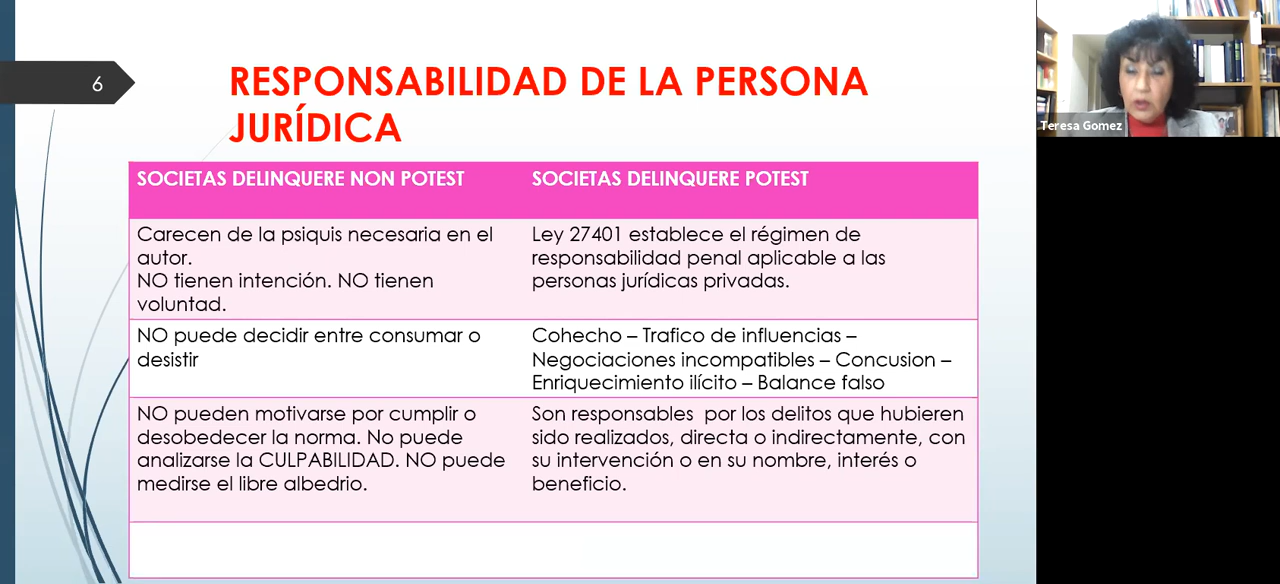 6
RESPONSABILIDAD DE LA PERSONA
JURÍDICA
SOCIETAS DELINQUERE NON POTEST
SOCIETAS DELINQUERE POTEST
Carecen de la psiquis necesaria en el
autor.
NO tienen intención. NO tienen
voluntad.
Ley 27401 establece el régimen de
responsabilidad penal aplicable a las
personas jurídicas privadas.
NO puede decidir entre consumar o
desistir
Cohecho – Trafico de influencias –
Negociaciones incompatibles – Concusion –
Enriquecimiento ilícito – Balance falso
NO pueden motivarse por cumplir o
desobedecer la norma. No puede
analizarse la CULPABILIDAD. NO puede
medirse el libre albedrio.
Son responsables  por los delitos que hubieren
sido realizados, directa o indirectamente, con
su intervención o en su nombre, interés o
beneficio.
Teresa Gomez